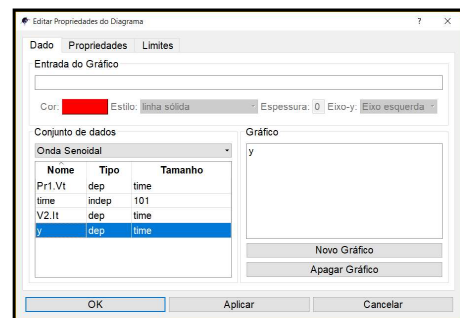 Editar Propriedades do Diagrama ? ×
Dado Propriedades Limites
Entrada do Gráfico
Cor: Estilo: linha sólida Espessura: 0 Eixo-y: Eixo esquerda
Conjunto de dados
Onda Senoidal
Nome Tipo Tamanho
Pr1.Vt dep time
time indep 101
V2.It dep time
y dep time
Gráfico
y
Novo Gráfico
Apagar Gráfico
OK Aplicar Cancelar